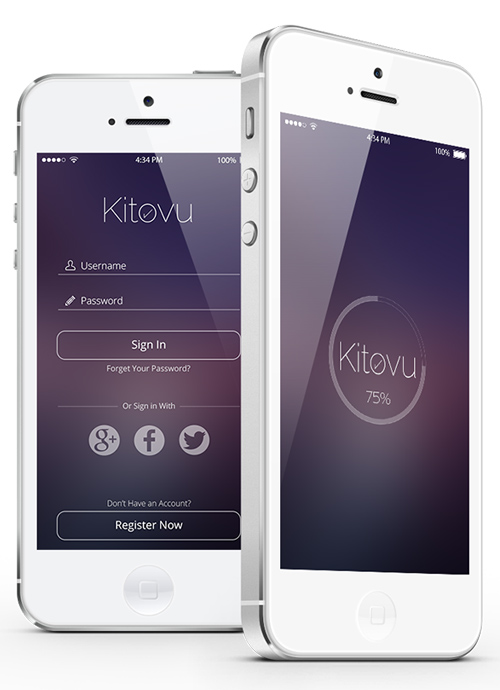 4:34 PM 100%
Kitovu
Username
Password
Sign In
Forget Your Password?
Or Sign in With
g+ f
Don't Have an Account?
Register Now
4:34 PM 100%
Kitovu
75%